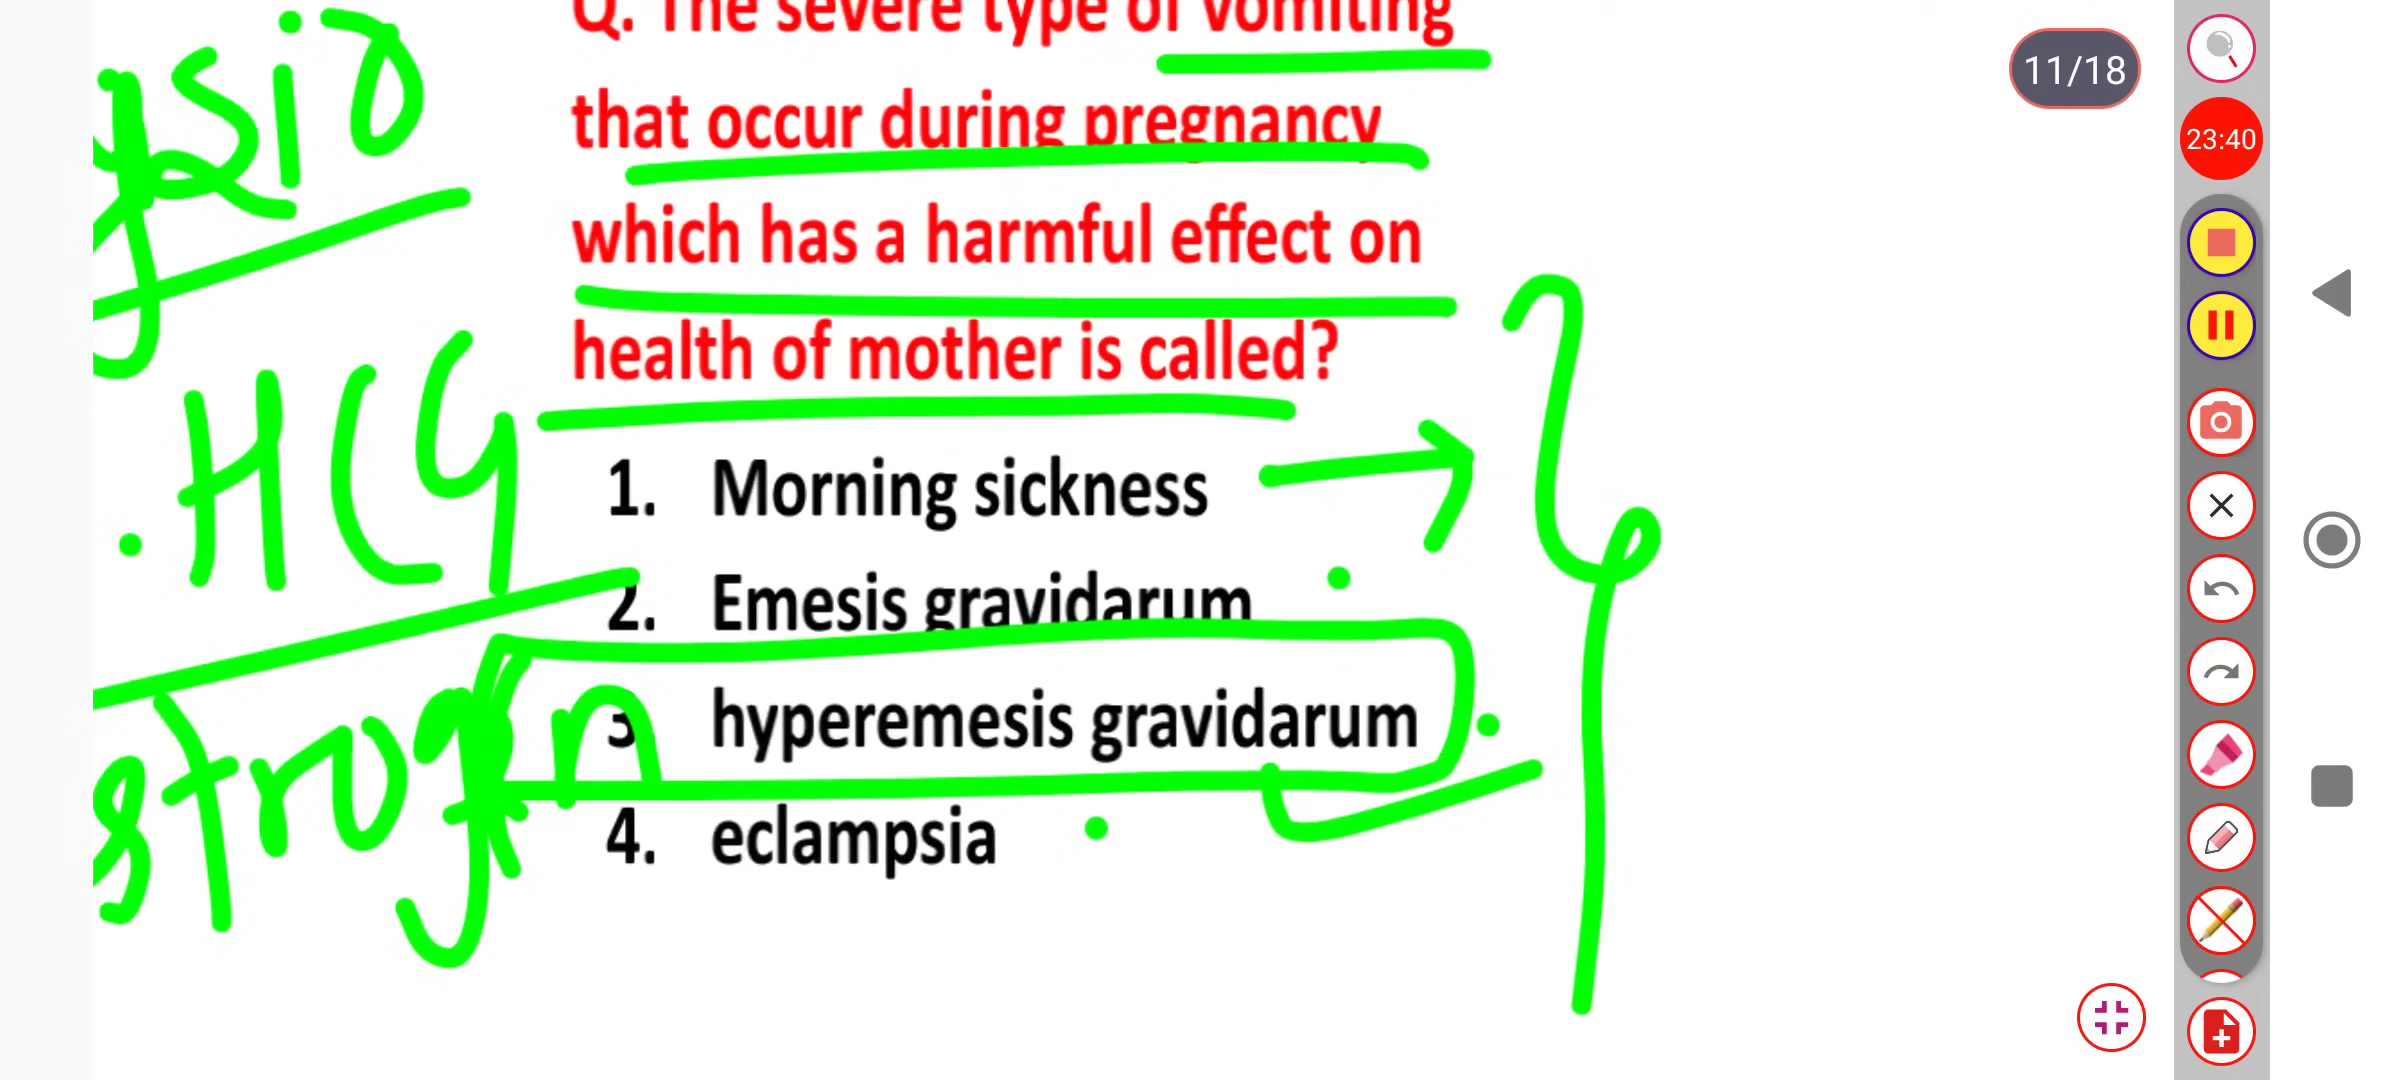 Q. The severe type of vomiting
that occur during pregnancy
which has a harmful effect on
health of mother is called?
1. Morning sickness
2. Emesis gravidarum
3 hyperemesis gravidarum
4. eclampsia
HCG
11/18
23:40